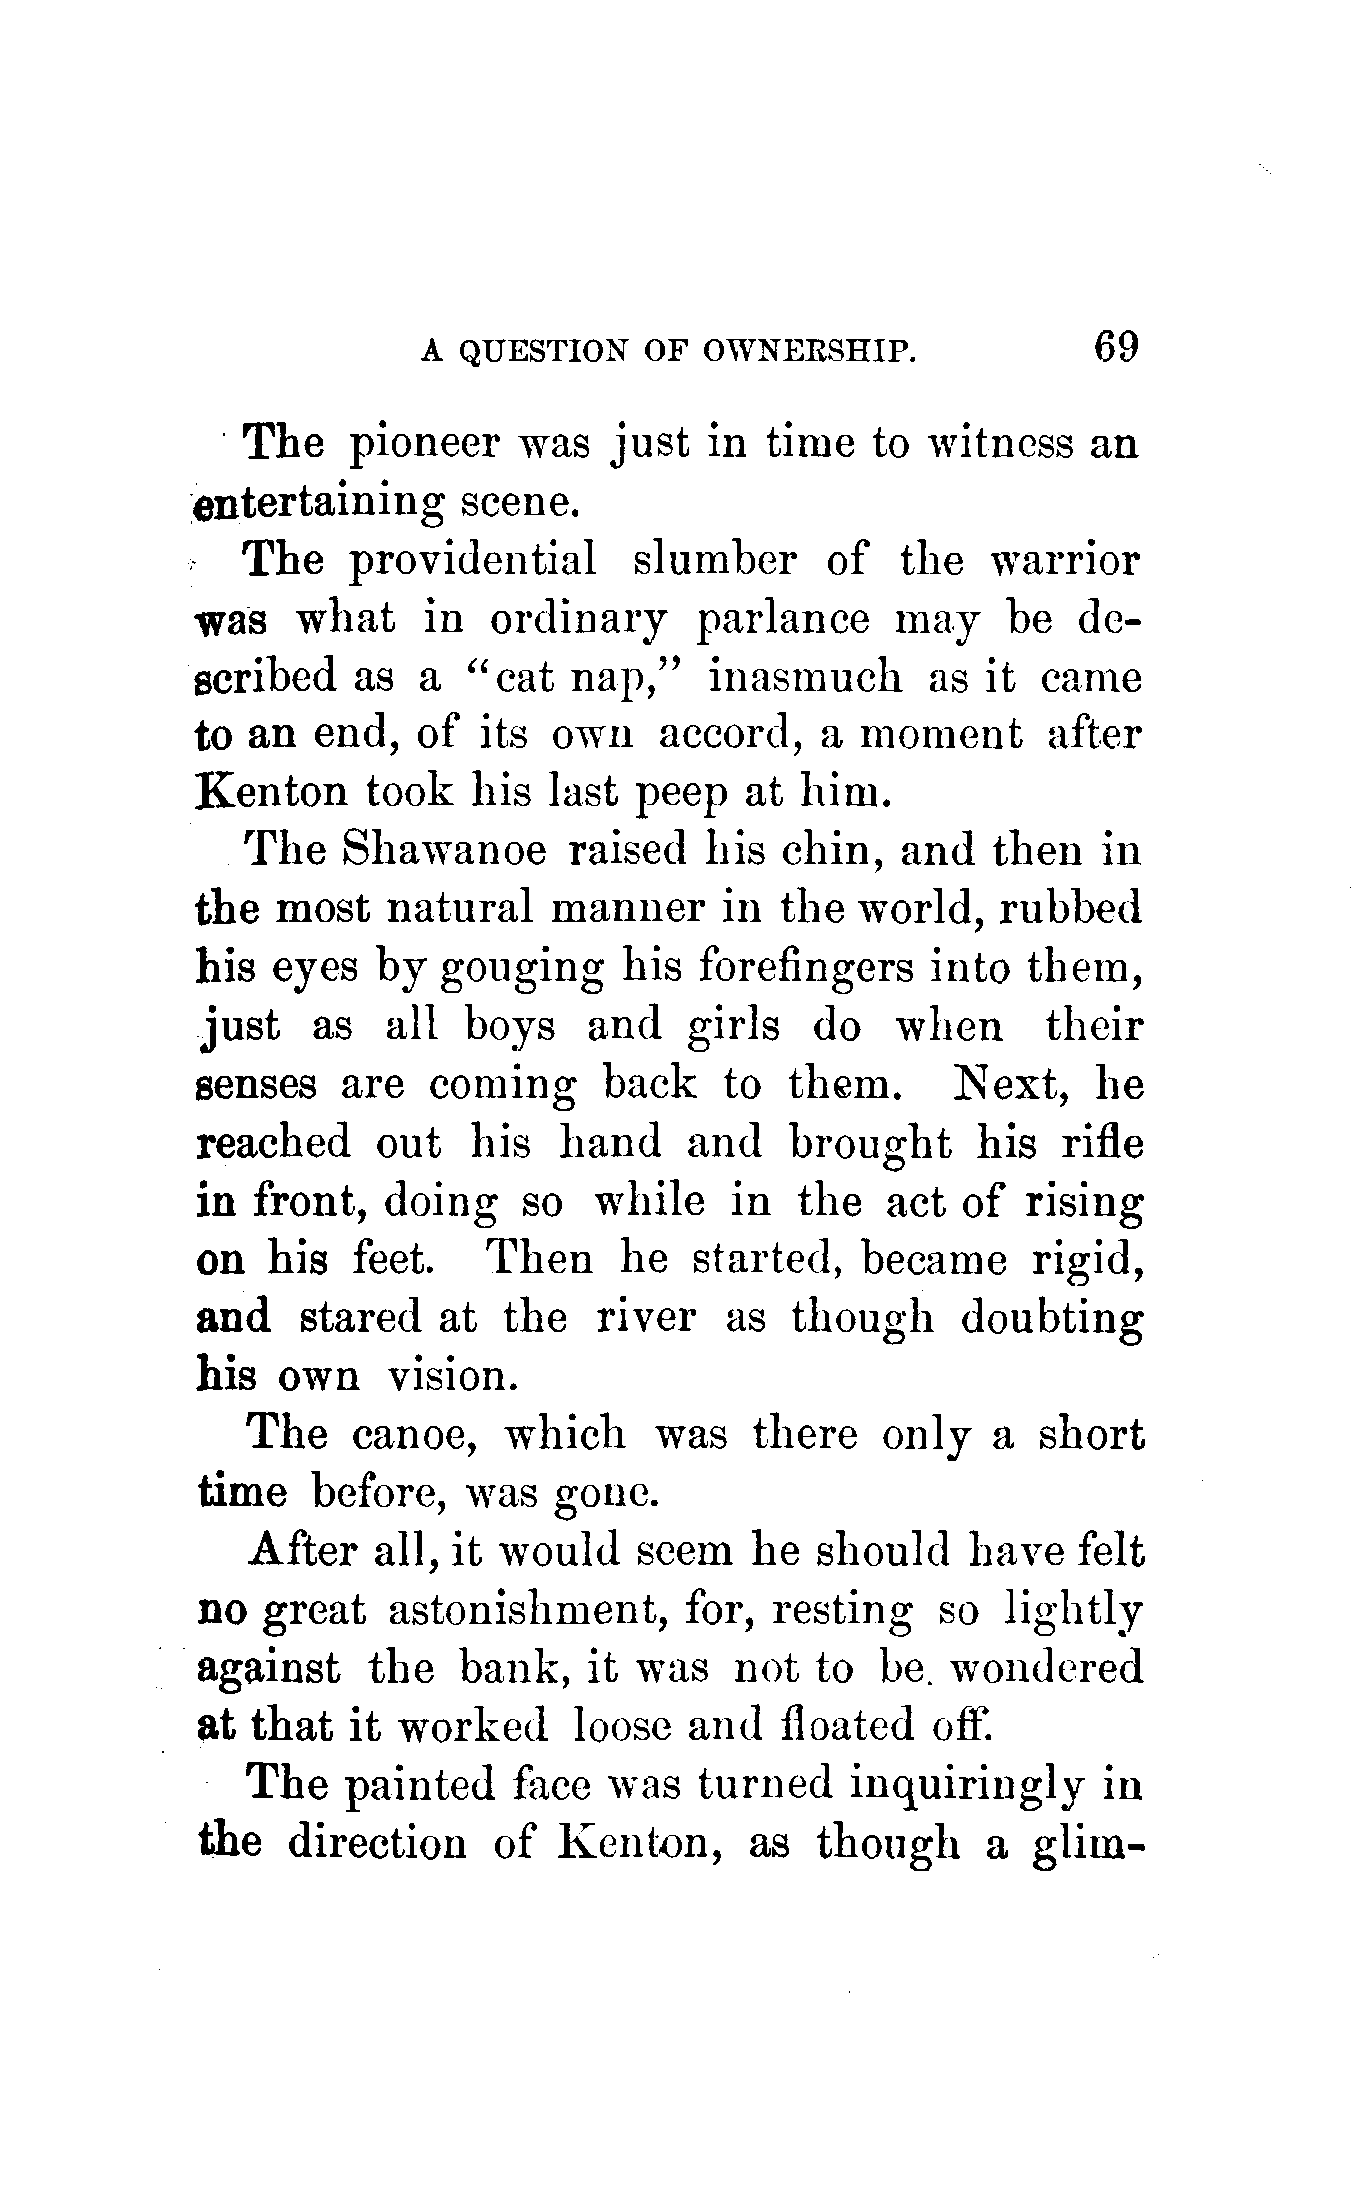 A QUESTION OF OWNERSHIP. 69
The pioneer was just in time to witness an
entertaining scene.
The providential slumber of the warrior
was what in ordinary parlance may be de-
scribed as a "cat nap," inasmuch as it came
to an end, of its own accord, a moment after
Kenton took his last peep at him.
The Shawanoe raised his chin, and then in
the most natural manner in the world, rubbed
his eyes by gouging his forefingers into them,
just as all boys and girls do when their
senses are coming back to them. Next, he
reached out his hand and brought his rifle
in front, doing so while in the act of rising
on his feet. Then he started, became rigid,
and stared at the river as though doubting
his own vision.
The canoe, which was there only a short
time before, was gone.
After all, it would seem he should have felt
no great astonishment, for, resting so lightly
against the bank, it was not to be. wondered
at that it worked loose and floated off.
The painted face was turned inquiringly in
the direction of Kenton, as though a glim-